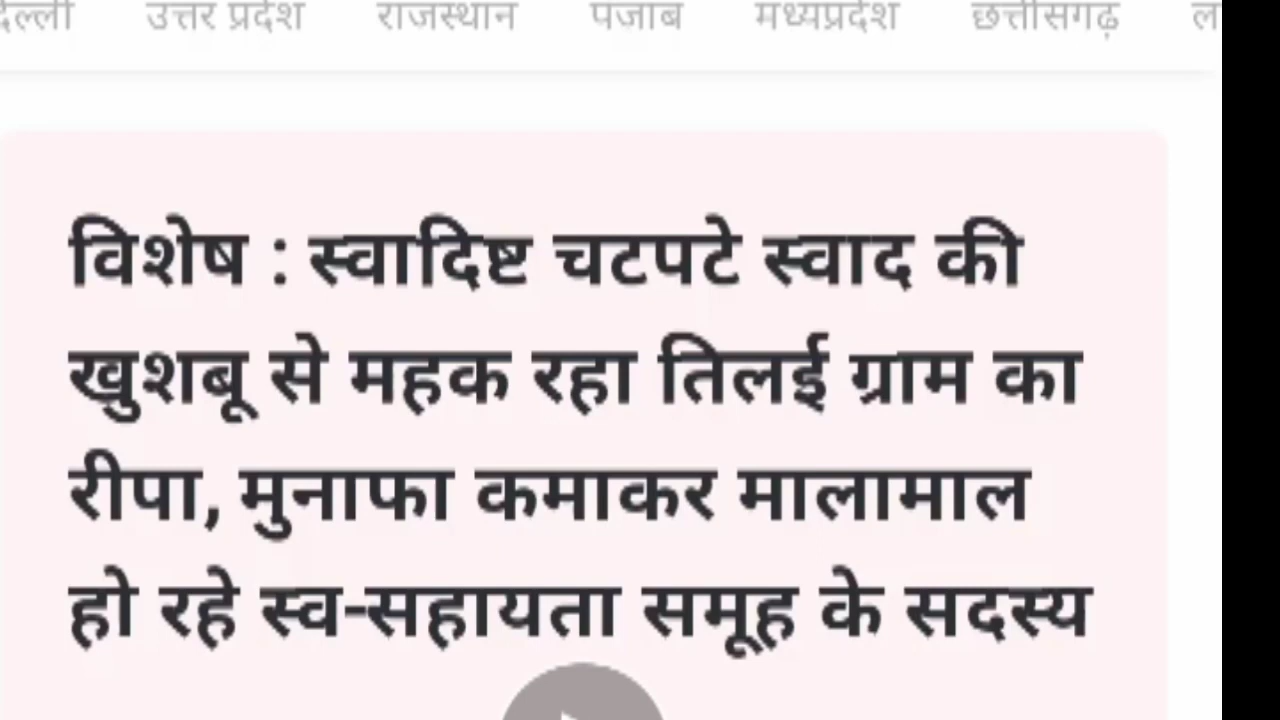 उत्तर प्रदेश राजस्थान पंजाब मध्यप्रदेश छत्तीसगढ़
विशेष : स्वादिष्ट चटपटे स्वाद की
खुशबू से महक रहा तिलई ग्राम का
रीपा, मुनाफा कमाकर मालामाल
हो रहे स्व-सहायता समूह के सदस्य